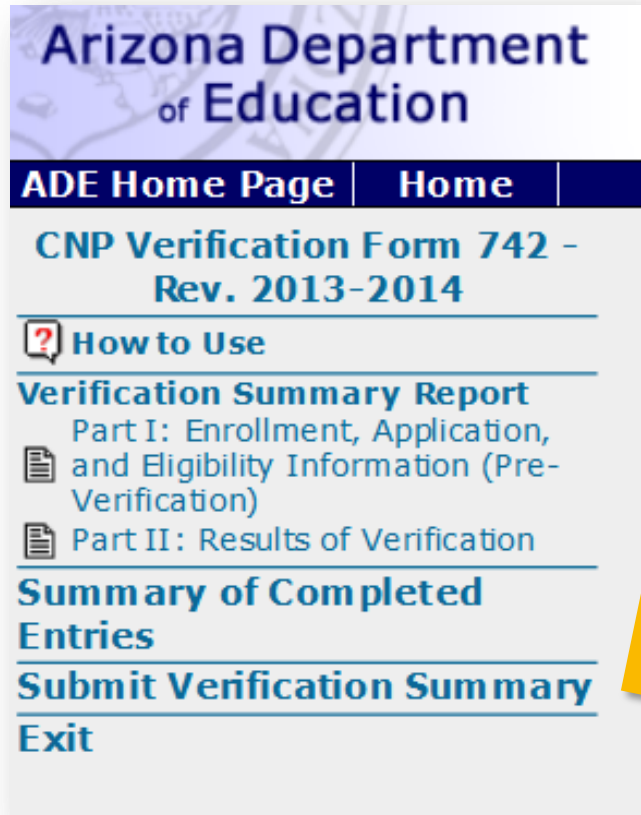 Arizona Department
of Education
ADE Home Page Home
CNP Verification Form 742 -
Rev. 2013-2014
How to Use
Verification Summary Report
Part I: Enrollment, Application,
and Eligibility Information (Pre-
Verification)
Part II: Results of Verification
Summary of Completed
Entries
Submit Verification Summary
Exit